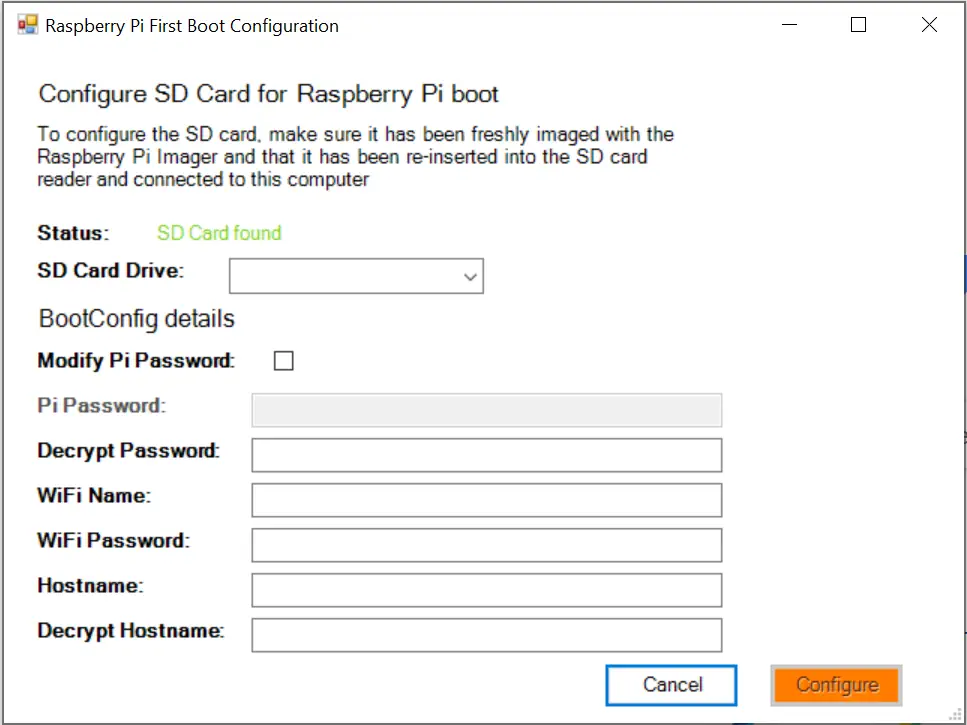 Raspberry Pi First Boot Configuration
Configure SD Card for Raspberry Pi boot
To configure the SD card, make sure it has been freshly imaged with the
Raspberry Pi Imager and that it has been re-inserted into the SD card
reader and connected to this computer
Status: SD Card found
SD Card Drive:
BootConfig details
Modify Pi Password:
Pi Password:
Decrypt Password:
WiFi Name:
WiFi Password:
Hostname:
Decrypt Hostname:
Cancel Configure